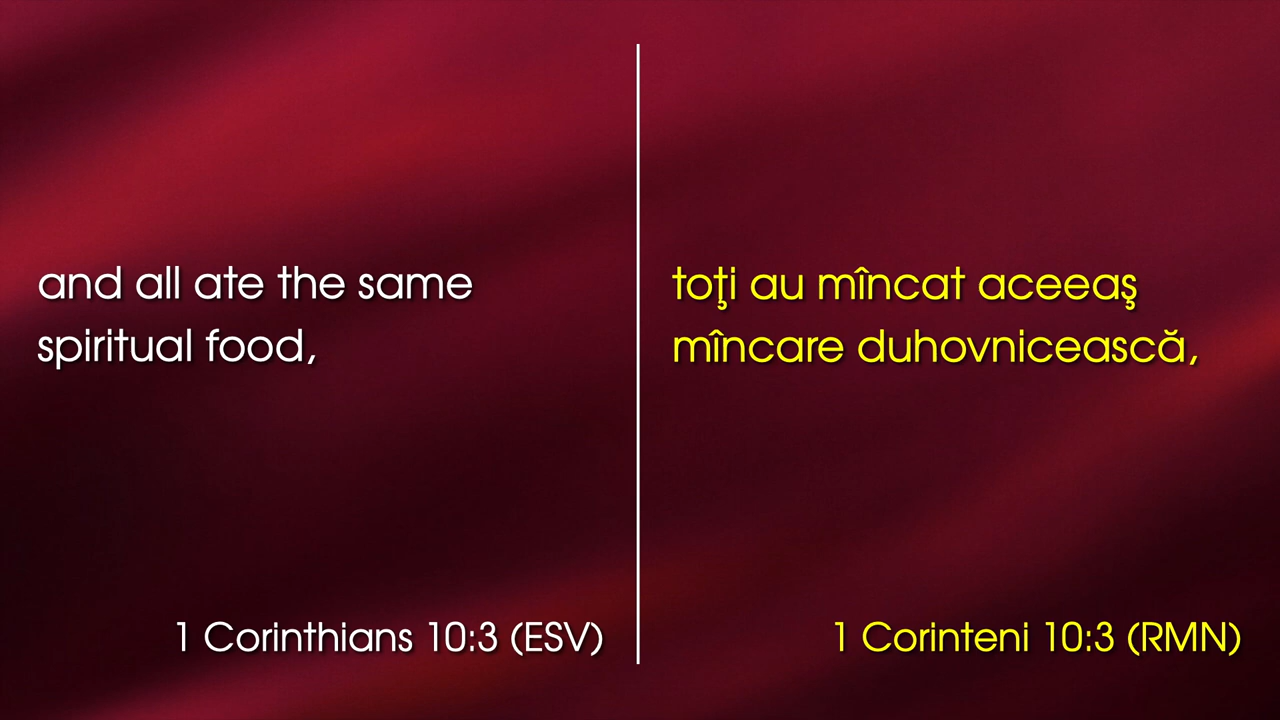 and all ate the same
spiritual food,
1 Corinthians 10:3 (ESV)
toţi au mîncat aceeaş
mîncare duhovnicească,
1 Corinteni 10:3 (RMN)